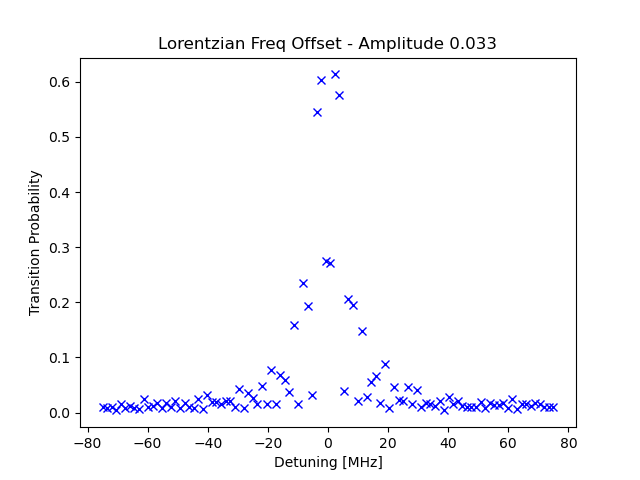 Lorentzian Freq Offset - Amplitude 0.033
Transition Probability
0.6
0.5
0.4
0.3
0.2
0.1
0.0
−80 −60 −40 −20 0 20 40 60 80
Detuning [MHz]